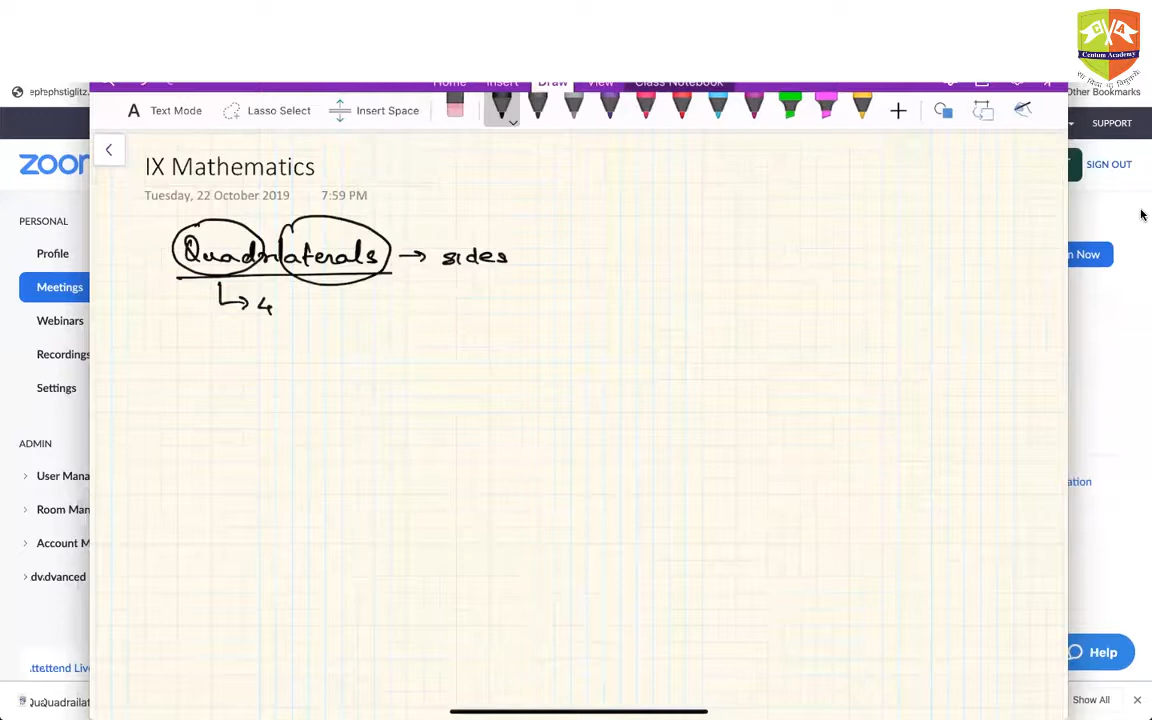 Centum Academy
Other Bookmarks
Home Insert Draw View Class Notebook
Text Mode Lasso Select Insert Space
SUPPORT
zoom
SIGN OUT
IX Mathematics
Tuesday, 22 October 2019 7:59 PM
PERSONAL
Profile
Meetings
Webinars
Recordings
Settings
Quadrilaterals → sides
↳ 4
n Now
ADMIN
User Mana
Room Man
Account M
ation
Help
Show All